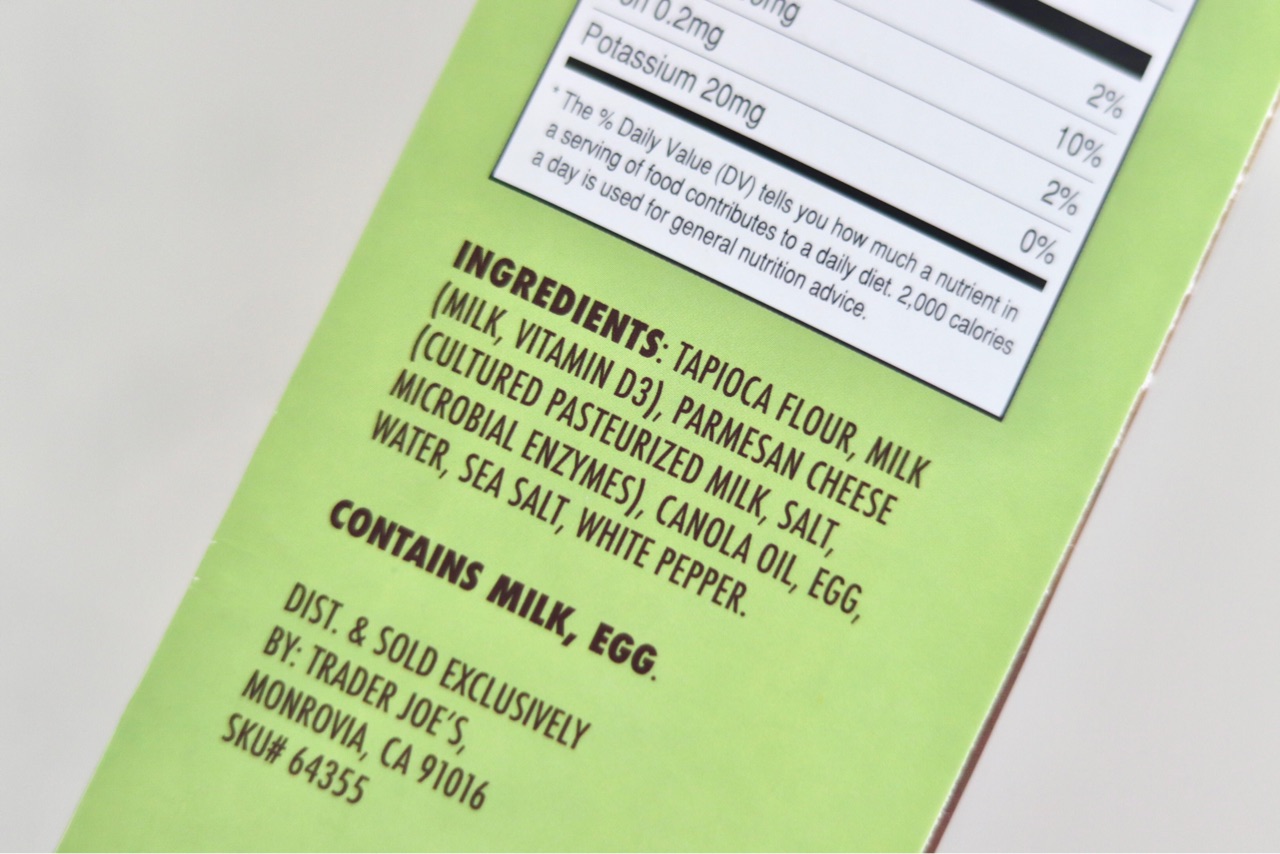 2%
0.2mg 10%
Potassium 20mg 2%
0%
* The % Daily Value (DV) tells you how much a nutrient in
a serving of food contributes to a daily diet. 2,000 calories
a day is used for general nutrition advice.
INGREDIENTS: TAPIOCA FLOUR, MILK
(MILK, VITAMIN D3), PARMESAN CHEESE
(CULTURED PASTEURIZED MILK, SALT,
MICROBIAL ENZYMES), CANOLA OIL, EGG,
WATER, SEA SALT, WHITE PEPPER.
CONTAINS MILK, EGG.
DIST. & SOLD EXCLUSIVELY
BY: TRADER JOE'S,
MONROVIA, CA 91016
SKU# 64355